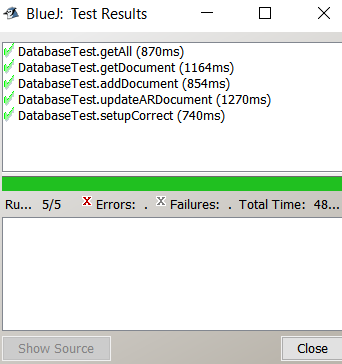 BlueJ: Test Results
DatabaseTest.getAll (870ms)
DatabaseTest.getDocument (1164ms)
DatabaseTest.addDocument (854ms)
DatabaseTest.updateARDocument (1270ms)
DatabaseTest.setupCorrect (740ms)
Ru... 5/5 x Errors: . x Failures: . Total Time: 48...
Show Source Close